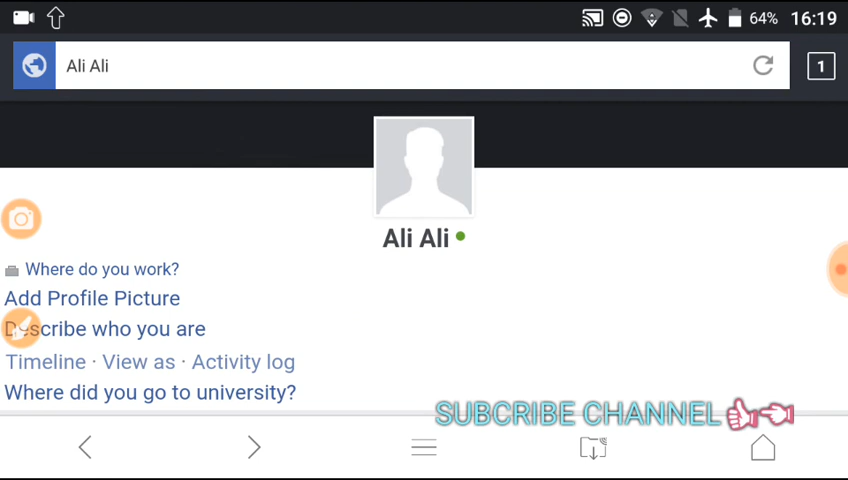 64% 16:19
Ali Ali
1
Ali Ali
Where do you work?
Add Profile Picture
Describe who you are
Timeline · View as · Activity log
Where did you go to university?
SUBCRIBE CHANNEL